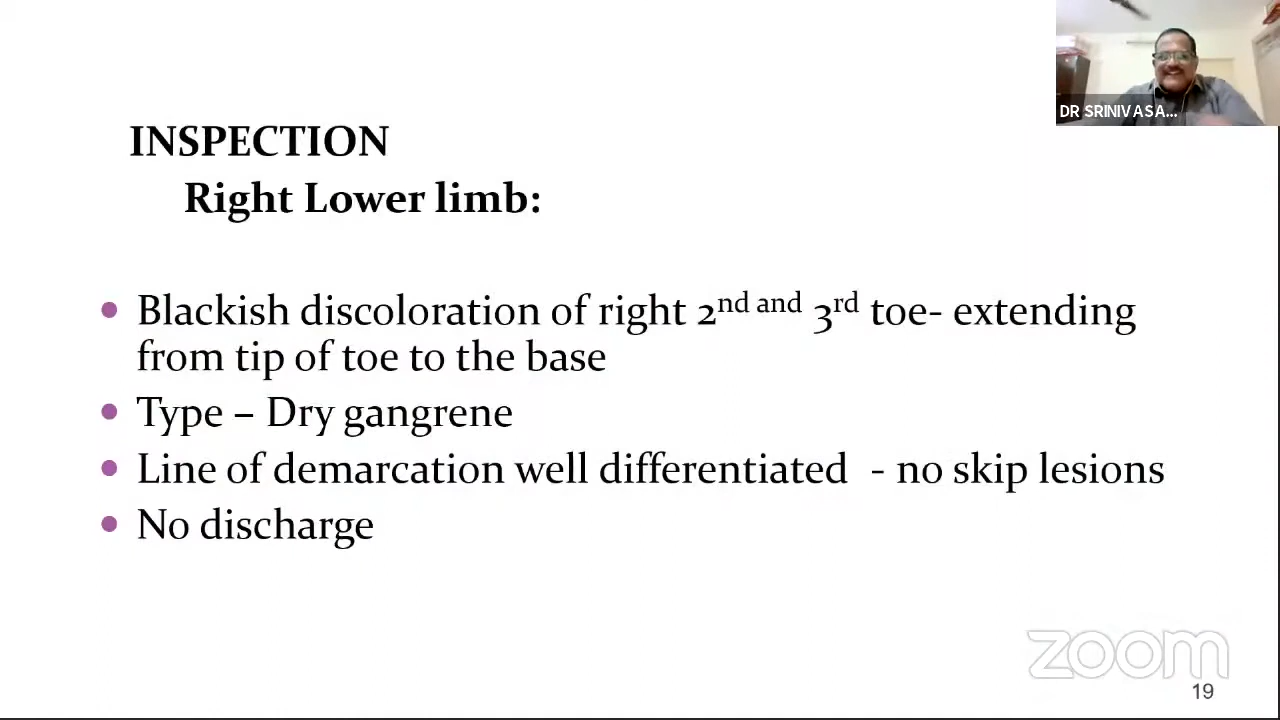 DR SRINIVASA...
INSPECTION
Right Lower limb:
• Blackish discoloration of right 2nd and 3rd toe- extending
from tip of toe to the base
• Type – Dry gangrene
• Line of demarcation well differentiated - no skip lesions
• No discharge
zoom
19